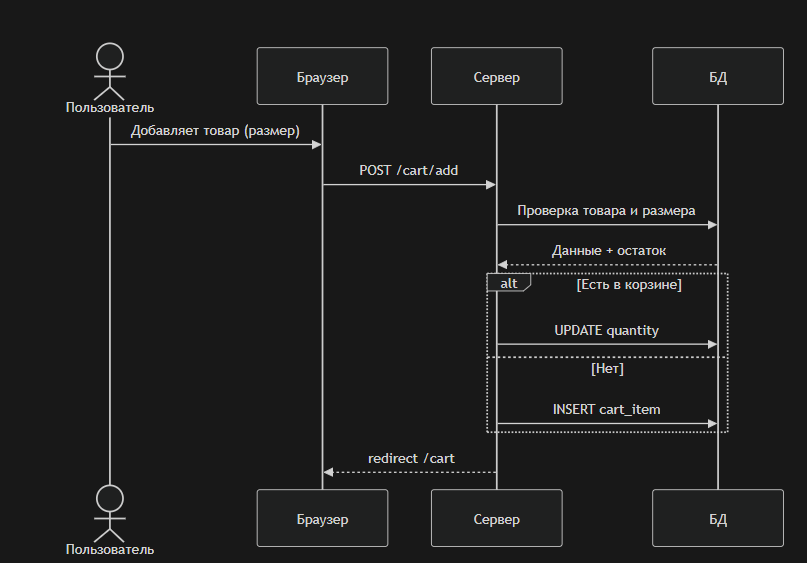 Пользователь
Браузер
Сервер
БД
Добавляет товар (размер)
POST /cart/add
Проверка товара и размера
Данные + остаток
alt
[Есть в корзине]
UPDATE quantity
[Нет]
INSERT cart_item
redirect /cart
Пользователь
Браузер
Сервер
БД